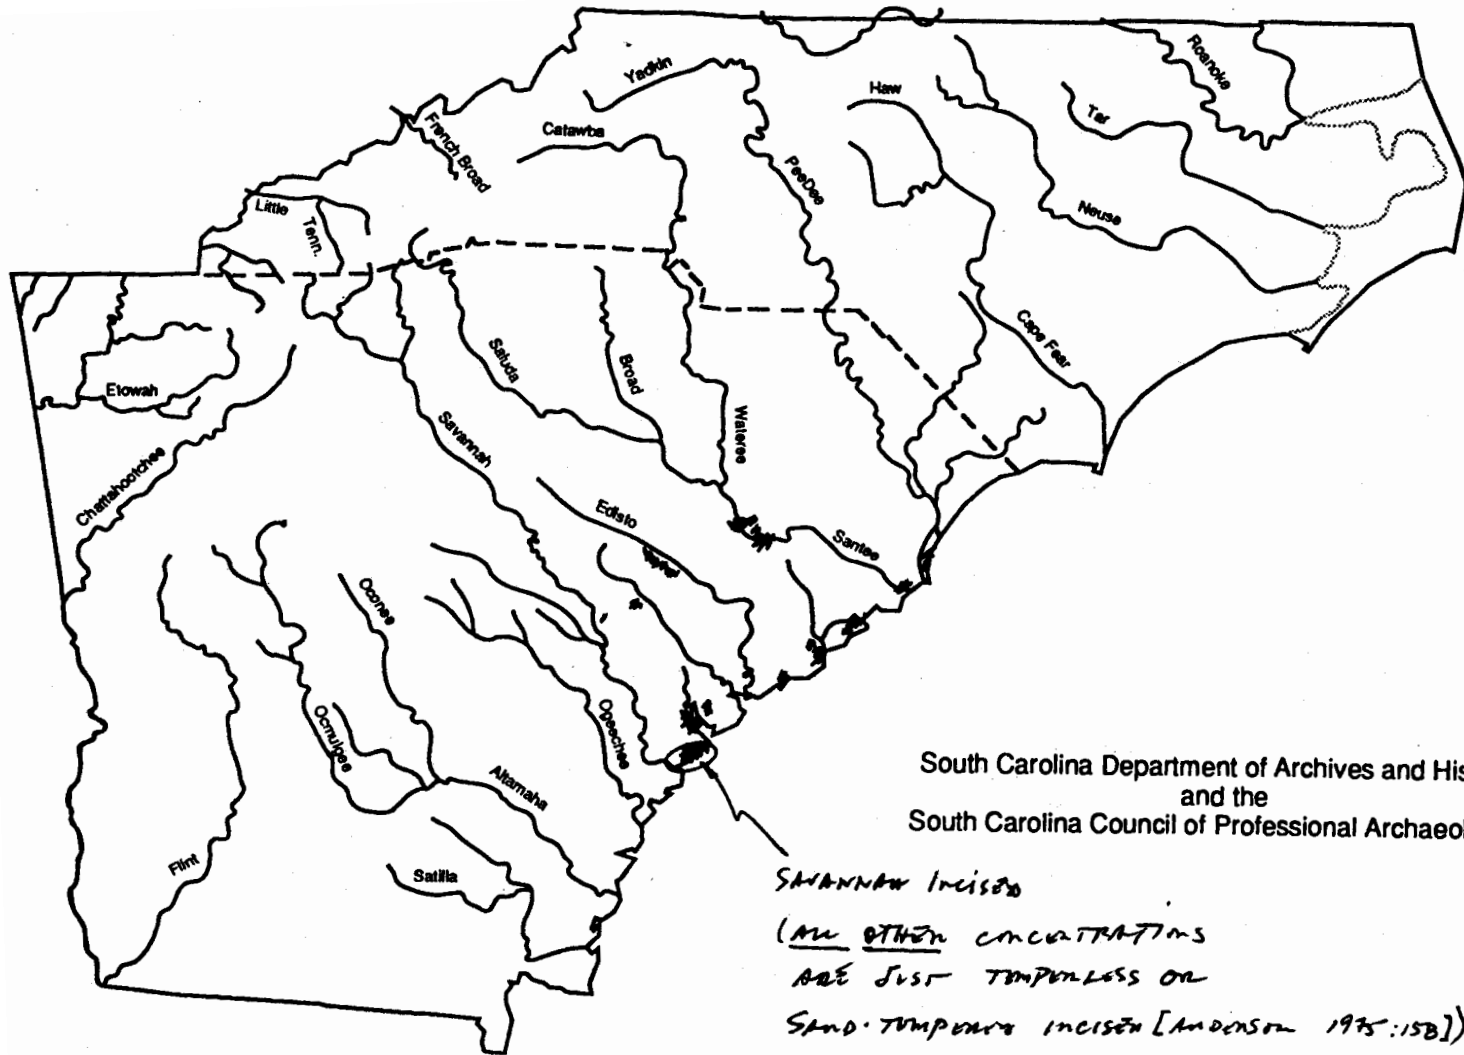 Yadkin
Roanoke
Haw
Tar
French Broad
Catawba
PeeDee
Little
Tenn.
Neuse
Cape Fear
Saluda
Broad
Etowah
Wateree
Savannah
Chattahootchee
Edisto
Santee
Oconee
Ocmulgee
Ogeechee
Altamaha
Flint
Satilla
South Carolina Department of Archives and His
and the
South Carolina Council of Professional Archaeol
SAVANNAH INCISED
(ALL OTHER CONCENTRATIONS
ARE JUST TEMPERLESS OR
SAND-TEMPERED INCISED [ANDERSON 1975:158])